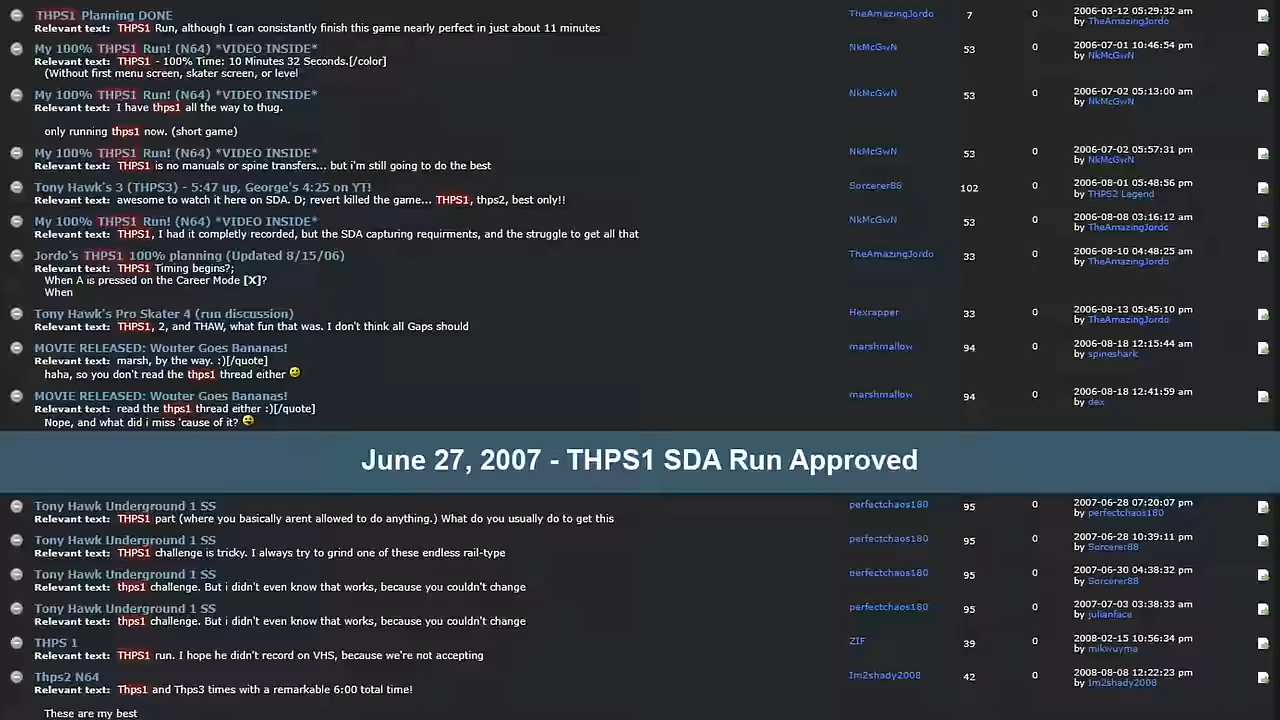 THPS1 Planning DONE TheAmazingJordo 7 0 2006-03-12 05:29:32 am
Relevant text: THPS1 Run, although I can consistently finish this game nearly perfect in just about 11 minutes by TheAmazingJordo
My 100% THPS1 Run! (N64) *VIDEO INSIDE* NkMcGwN 53 0 2006-07-01 10:46:54 pm
Relevant text: THPS1 - 100% Time: 10 Minutes 32 Seconds.[/color] by NkMcGwN
(Without first menu screen, skater screen, or level
My 100% THPS1 Run! (N64) *VIDEO INSIDE* NkMcGwN 53 0 2006-07-02 05:13:00 am
Relevant text: I have thps1 all the way to thug. by NkMcGwN
only running thps1 now. (short game)
My 100% THPS1 Run! (N64) *VIDEO INSIDE* NkMcGwN 53 0 2006-07-02 05:57:31 pm
Relevant text: THPS1 is no manuals or spine transfers... but i'm still going to do the best by NkMcGwN
Tony Hawk's 3 (THPS3) - 5:47 up, George's 4:25 on YT! Sorcerer88 102 0 2006-08-01 05:48:56 pm
Relevant text: awesome to watch it here on SDA. D; revert killed the game... THPS1, thps2, best only!! by THPS2 Legend
My 100% THPS1 Run! (N64) *VIDEO INSIDE* NkMcGwN 53 0 2006-08-08 03:16:12 am
Relevant text: THPS1, I had it completly recorded, but the SDA capturing requirments, and the struggle to get all that by TheAmazingJordo
Jordo's THPS1 100% planning (Updated 8/15/06) TheAmazingJordo 33 0 2006-08-10 04:48:25 am
Relevant text: THPS1 Timing begins?; by TheAmazingJordo
When A is pressed on the Career Mode [X]?
When
Tony Hawk's Pro Skater 4 (run discussion) Hexrapper 33 0 2006-08-13 05:45:10 pm
Relevant text: THPS1, 2, and THAW, what fun that was. I don't think all Gaps should by TheAmazingJordo
MOVIE RELEASED: Wouter Goes Bananas! marshmallow 94 0 2006-08-18 12:15:44 am
Relevant text: marsh, by the way. :)[/quote] by spineshark
haha, so you don't read the thps1 thread either
MOVIE RELEASED: Wouter Goes Bananas! marshmallow 94 0 2006-08-18 12:41:59 am
Relevant text: read the thps1 thread either :)[/quote] by dex
Nope, and what did i miss 'cause of it?
June 27, 2007 - THPS1 SDA Run Approved
Tony Hawk Underground 1 SS perfectchaos180 95 0 2007-06-28 07:20:07 pm
Relevant text: THPS1 part (where you basically arent allowed to do anything.) What do you usually do to get this by perfectchaos180
Tony Hawk Underground 1 SS perfectchaos180 95 0 2007-06-28 10:39:11 pm
Relevant text: THPS1 challenge is tricky. I always try to grind one of these endless rail-type by Sorcerer88
Tony Hawk Underground 1 SS perfectchaos180 95 0 2007-06-30 04:38:32 pm
Relevant text: thps1 challenge. But i didn't even know that works, because you couldn't change by Sorcerer88
Tony Hawk Underground 1 SS perfectchaos180 95 0 2007-07-03 03:38:33 am
Relevant text: thps1 challenge. But i didn't even know that works, because you couldn't change by julianface
THPS 1 ZIF 39 0 2008-02-15 10:56:34 pm
Relevant text: THPS1 run. I hope he didn't record on VHS, because we're not accepting by mikwuyma
Thps2 N64 Im2shady2008 42 0 2008-08-08 12:22:23 pm
Relevant text: Thps1 and Thps3 times with a remarkable 6:00 total time! by Im2shady2008
These are my best